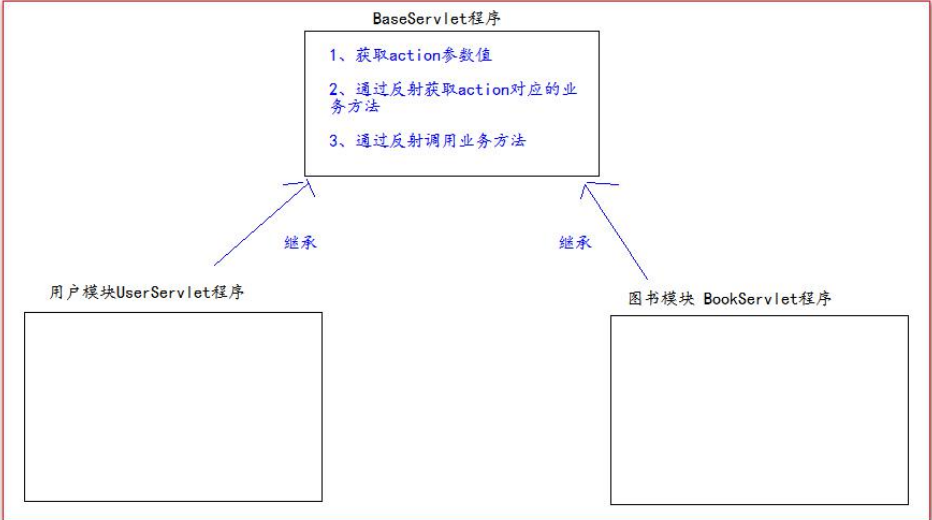 BaseServlet程序
1、获取action参数值
2、通过反射获取action对应的业
务方法
3、通过反射调用业务方法
继承
继承
用户模块UserServlet程序
图书模块 BookServlet程序